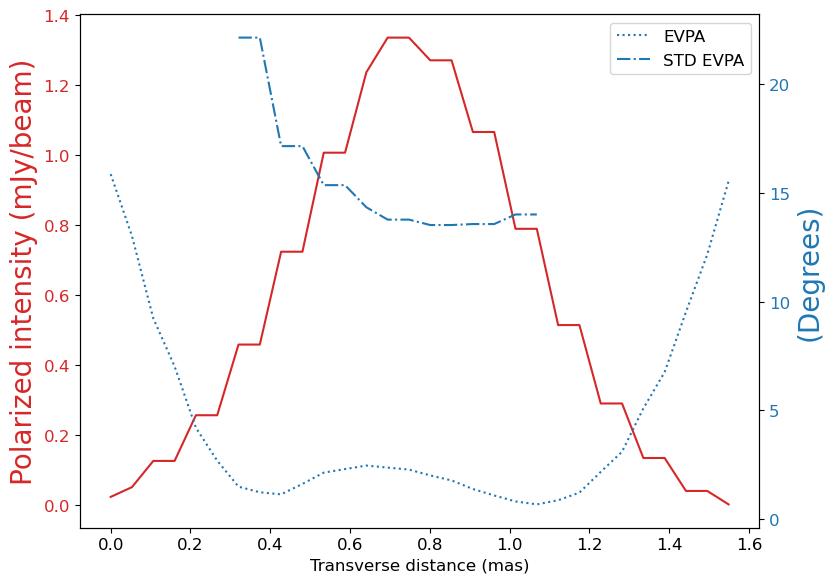 EVPA
STD EVPA
Polarized intensity (mJy/beam)
1.4
1.2
1.0
0.8
0.6
0.4
0.2
0.0
20
15
10
5
0
(Degrees)
0.0 0.2 0.4 0.6 0.8 1.0 1.2 1.4 1.6
Transverse distance (mas)